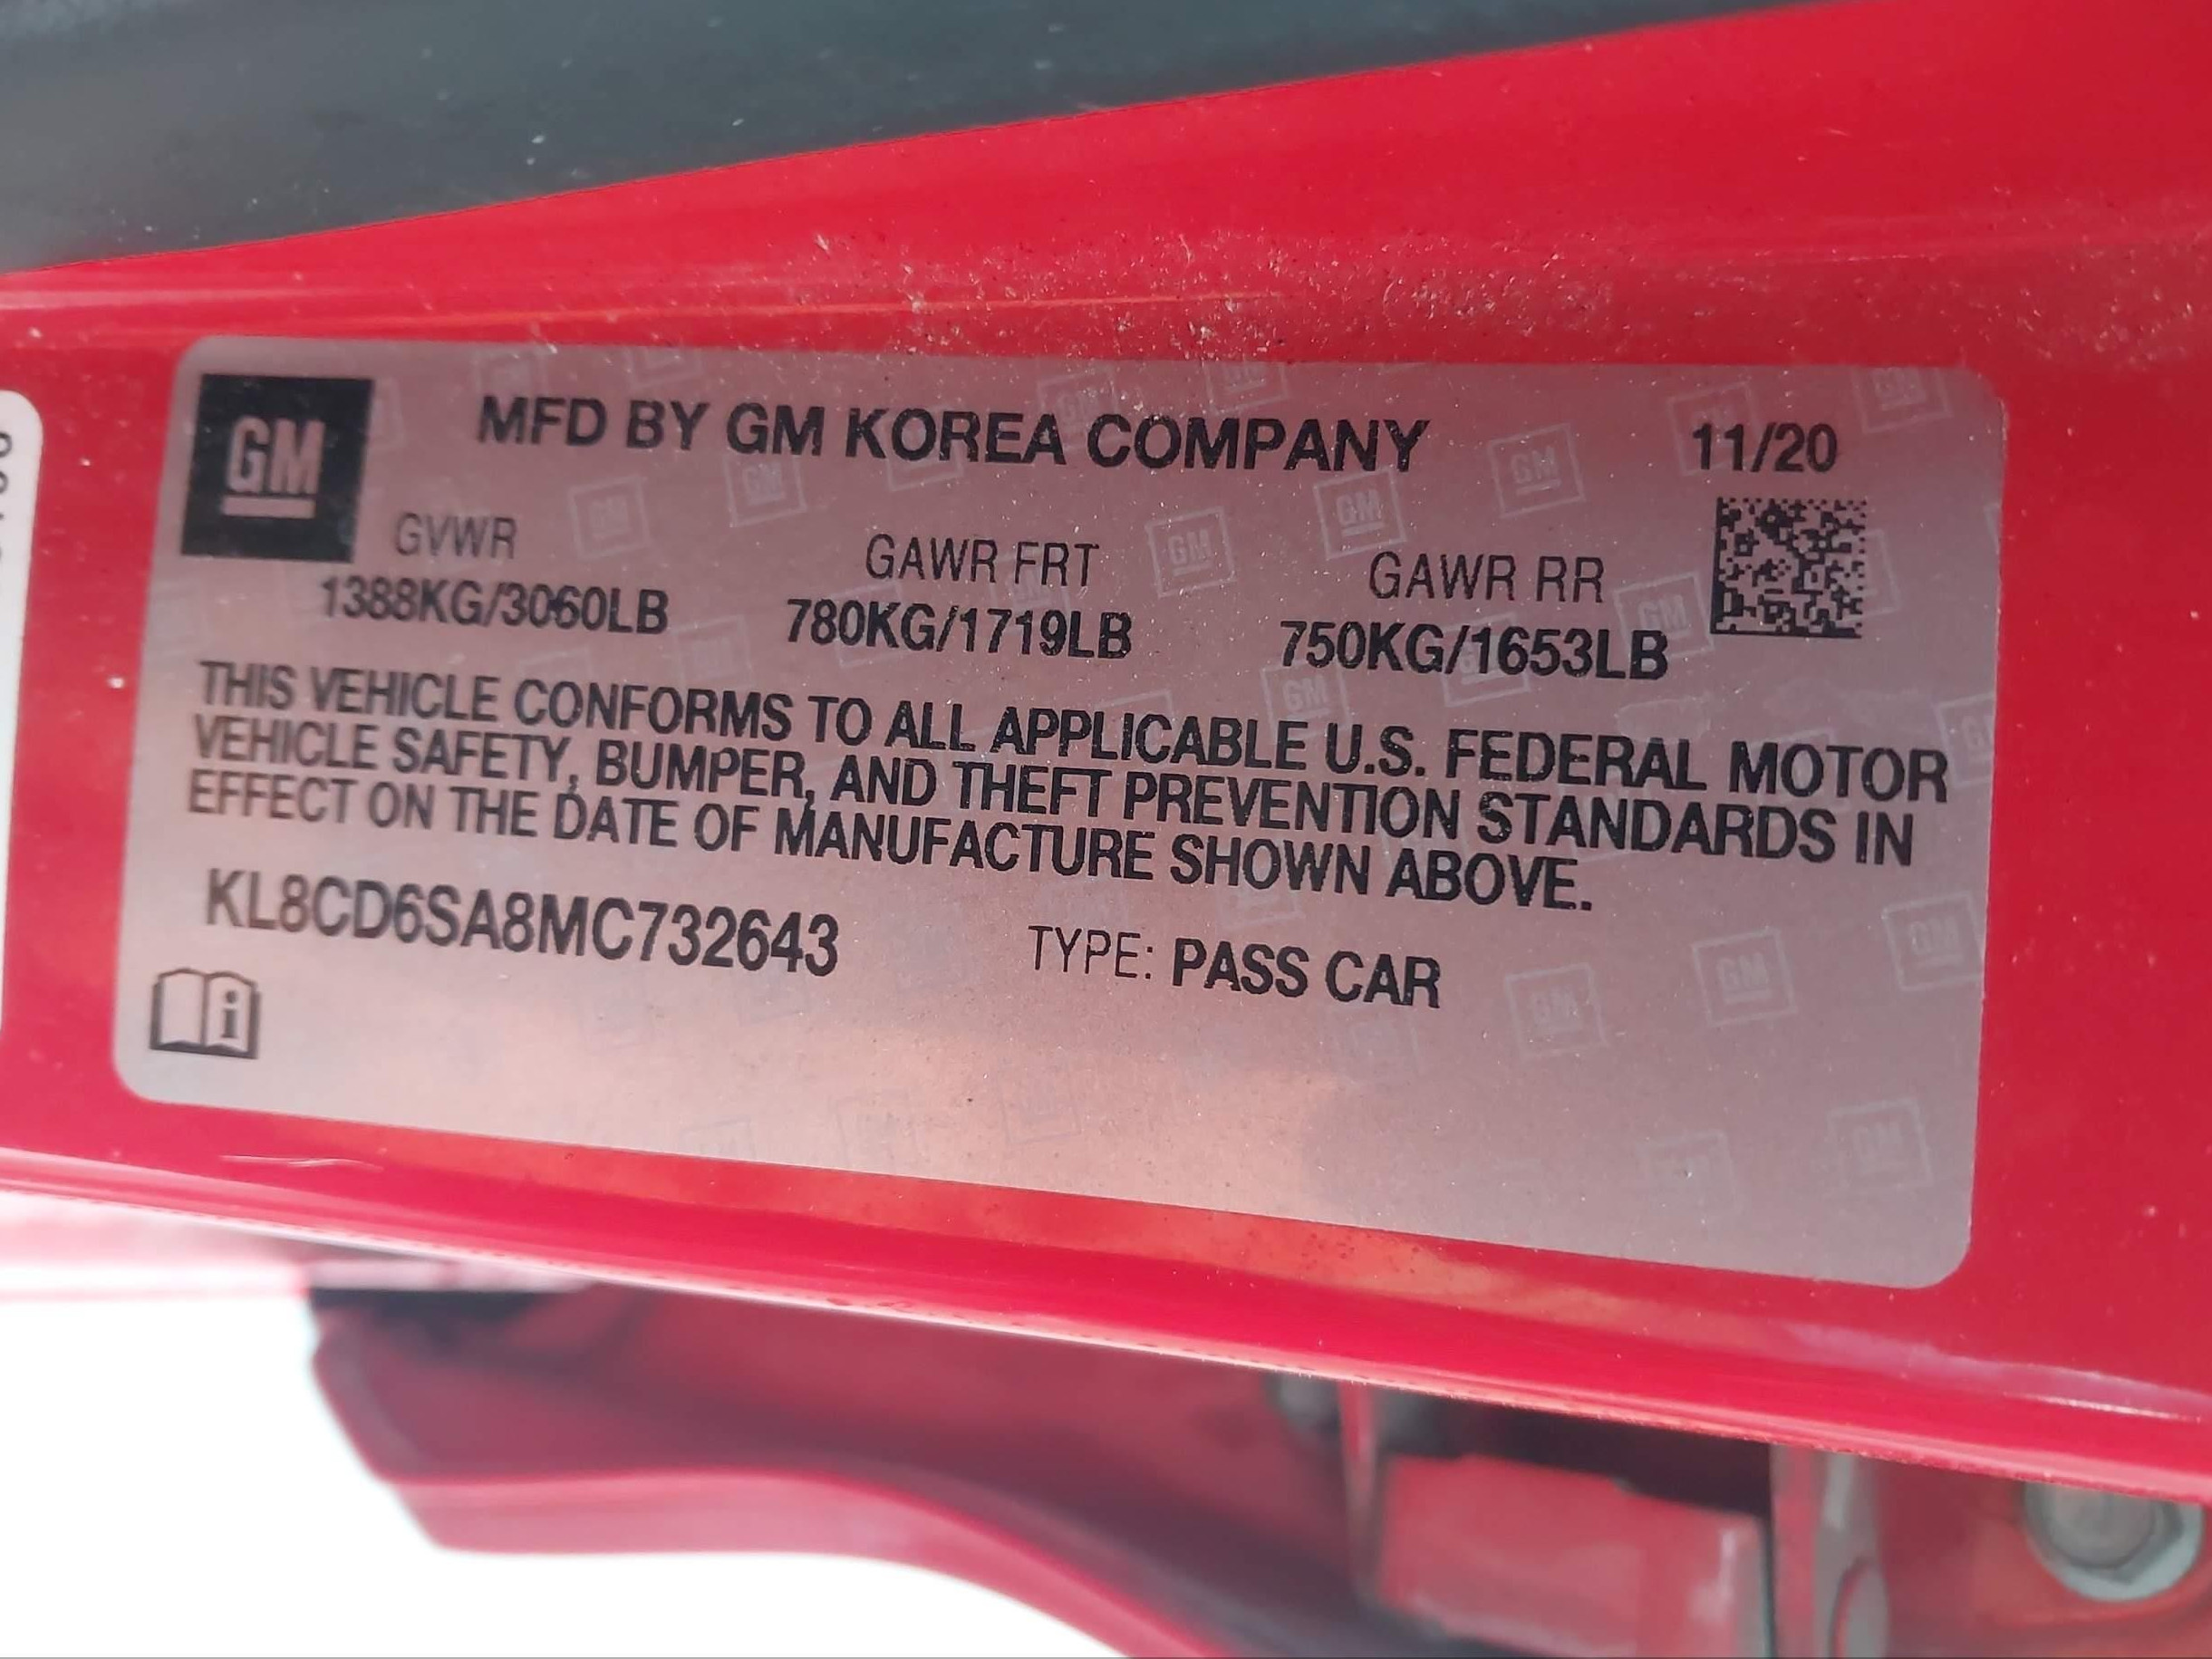 GM
MFD BY GM KOREA COMPANY 11/20
GVWR GAWR FRT GAWR RR
1388KG/3060LB 780KG/1719LB 750KG/1653LB
THIS VEHICLE CONFORMS TO ALL APPLICABLE U.S. FEDERAL MOTOR
VEHICLE SAFETY, BUMPER, AND THEFT PREVENTION STANDARDS IN
EFFECT ON THE DATE OF MANUFACTURE SHOWN ABOVE.
KL8CD6SA8MC732643 TYPE: PASS CAR